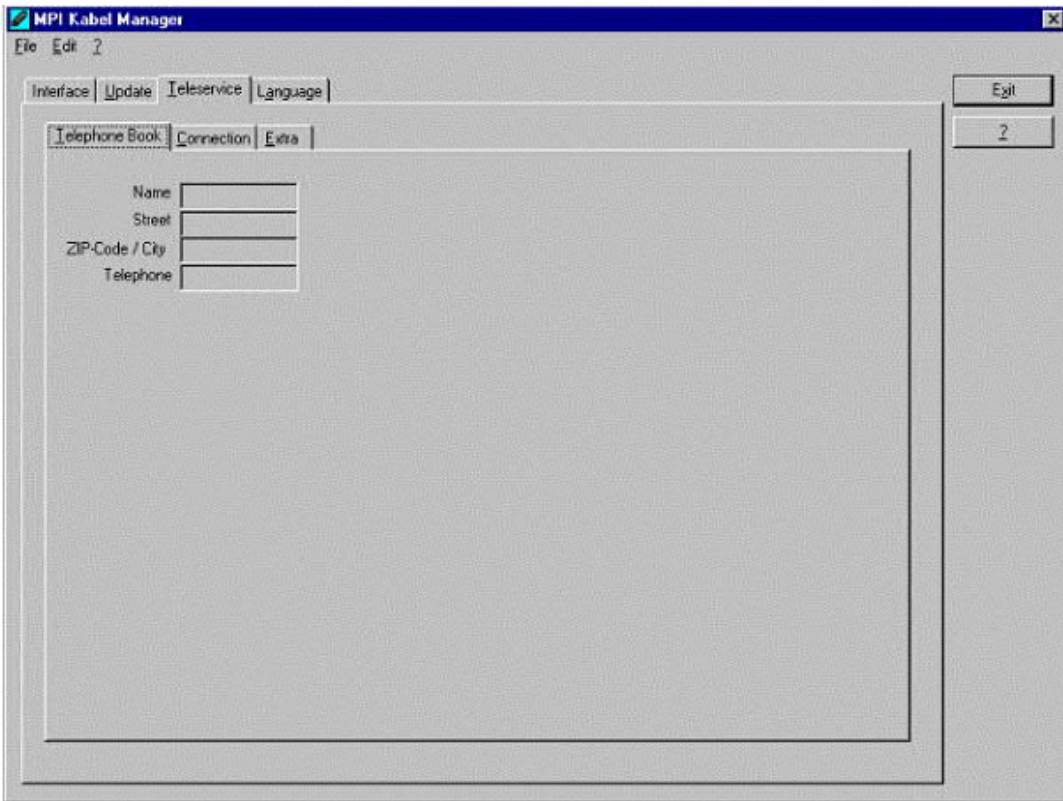 MPI Kabel Manager
File Edit ?
Interface Update Teleservice Language
Exit
?
Telephone Book Connection Extra
Name
Street
ZIP-Code / City
Telephone